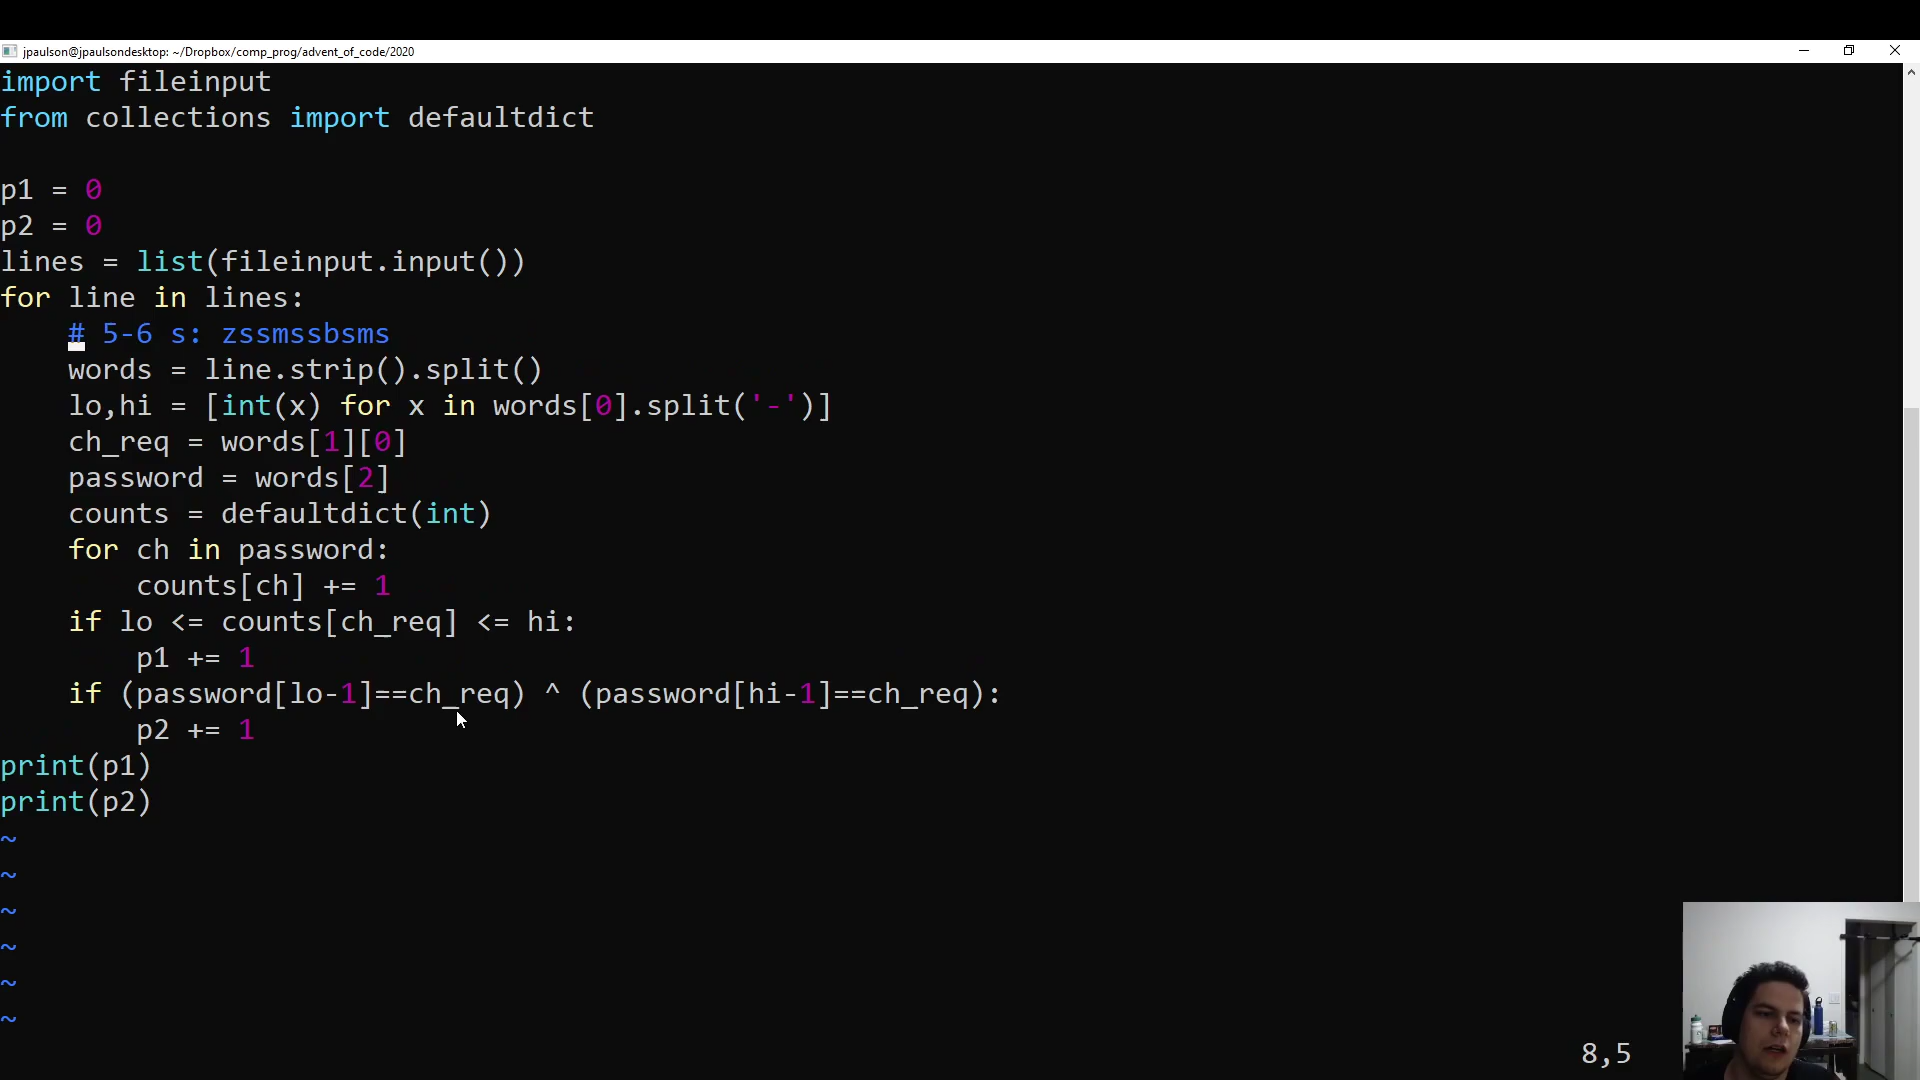 jpaulson@jpaulsondesktop: ~/Dropbox/comp_prog/advent_of_code/2020
import fileinput
from collections import defaultdict

p1 = 0
p2 = 0
lines = list(fileinput.input())
for line in lines:
    # 5-6 s: zssmssbsms
    words = line.strip().split()
    lo,hi = [int(x) for x in words[0].split('-')]
    ch_req = words[1][0]
    password = words[2]
    counts = defaultdict(int)
    for ch in password:
        counts[ch] += 1
    if lo <= counts[ch_req] <= hi:
        p1 += 1
    if (password[lo-1]==ch_req) ^ (password[hi-1]==ch_req):
        p2 += 1
print(p1)
print(p2)
~
~
~
~
~
~
8,5